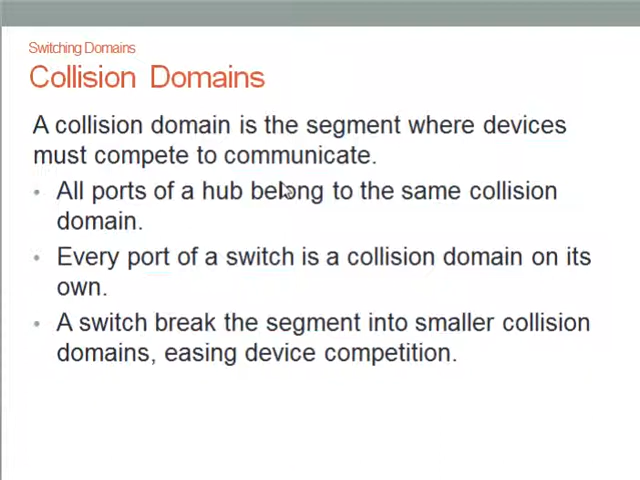 Switching Domains
Collision Domains
A collision domain is the segment where devices
must compete to communicate.
• All ports of a hub belong to the same collision
domain.
• Every port of a switch is a collision domain on its
own.
• A switch break the segment into smaller collision
domains, easing device competition.